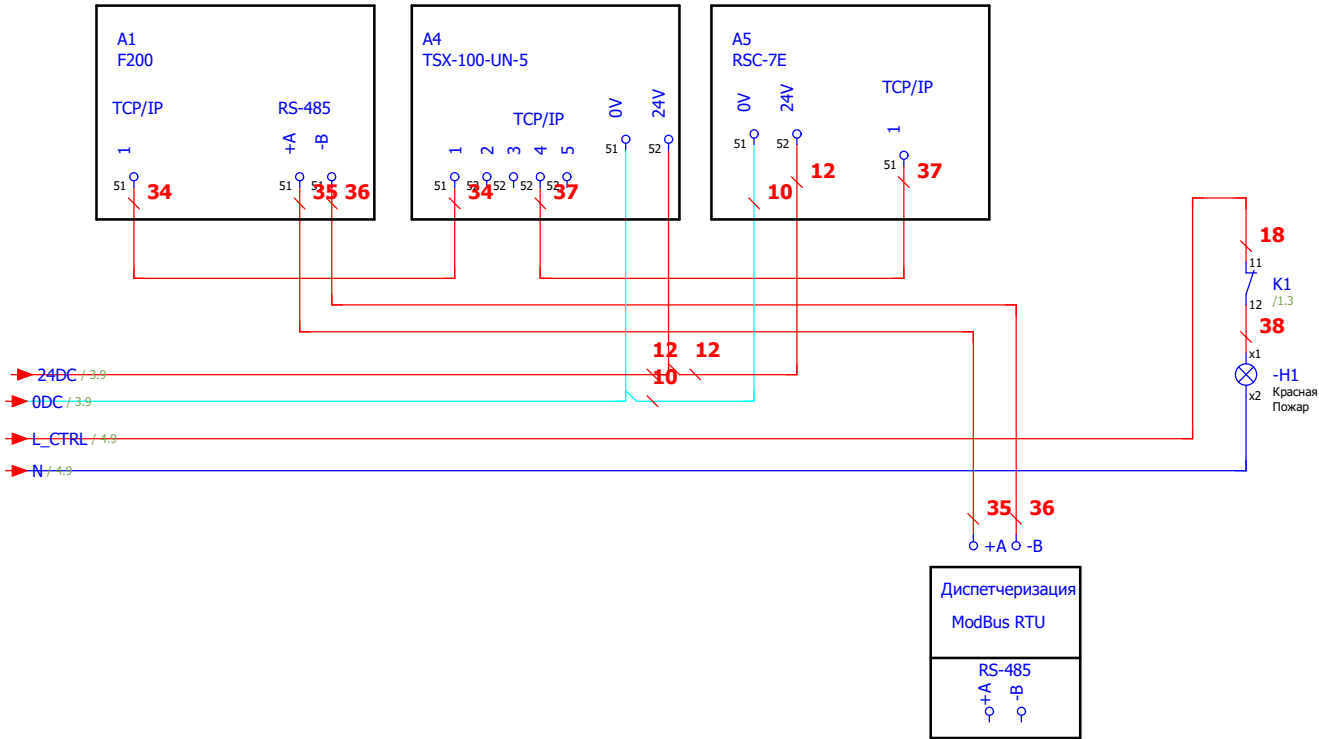 A1
F200
TCP/IP
RS-485
1
+A
-B
51
51
51
34
35
36
A4
TSX-100-UN-5
TCP/IP
0V
24V
1
2
3
4
5
51
52
51
52
52
52
52
34
37
A5
RSC-7E
0V
24V
TCP/IP
1
51
52
51
10
12
37
18
11
K1
/1.3
12
38
x1
-H1
x2
Красная
Пожар
12
12
10
24DC / 3.9
0DC / 3.9
L_CTRL / 4.9
N / 4.9
35
36
+A
-B
Диспетчеризация
ModBus RTU
RS-485
+A
-B